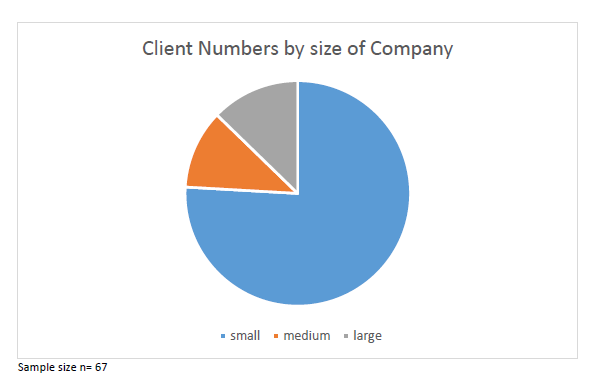 Client Numbers by size of Company
small medium large
Sample size n= 67